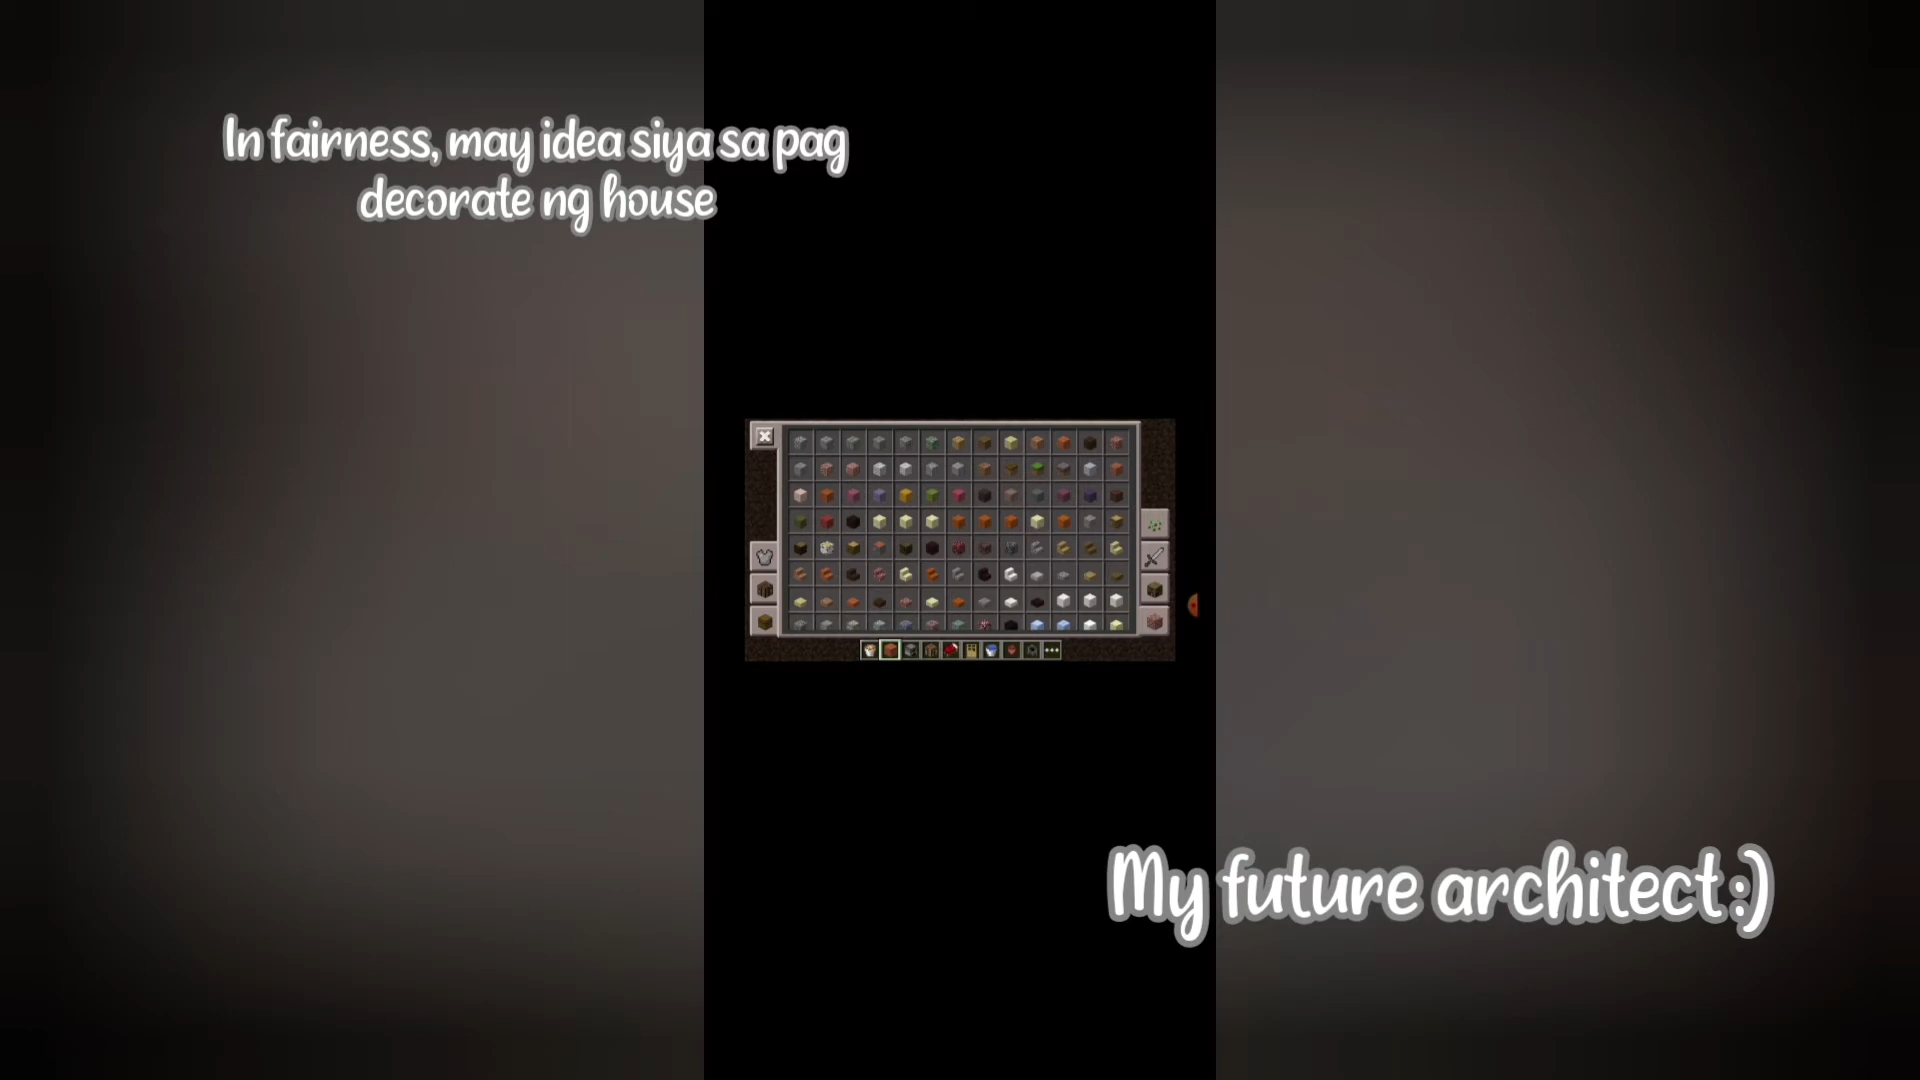 In fairness, may idea siya sa pag
decorate ng house
My future architect :)